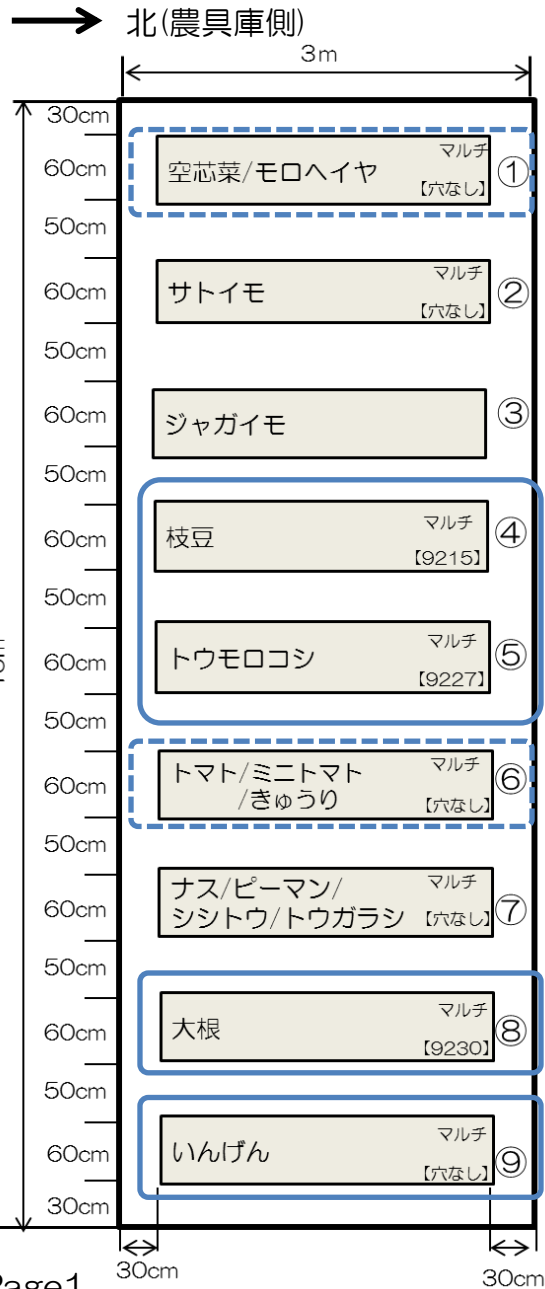 北(農具庫側)
3m
30cm
60cm
空芯菜/モロヘイヤ
マルチ
【穴なし】
①
50cm
60cm
サトイモ
マルチ
【穴なし】
②
50cm
60cm
ジャガイモ
③
50cm
60cm
枝豆
マルチ
【9215】
④
50cm
60cm
トウモロコシ
マルチ
【9227】
⑤
50cm
60cm
トマト/ミニトマト
/きゅうり
マルチ
【穴なし】
⑥
50cm
60cm
ナス/ピーマン/
シシトウ/トウガラシ
マルチ
【穴なし】
⑦
50cm
60cm
大根
マルチ
【9230】
⑧
50cm
60cm
いんげん
マルチ
【穴なし】
⑨
30cm
30cm
30cm
Page1